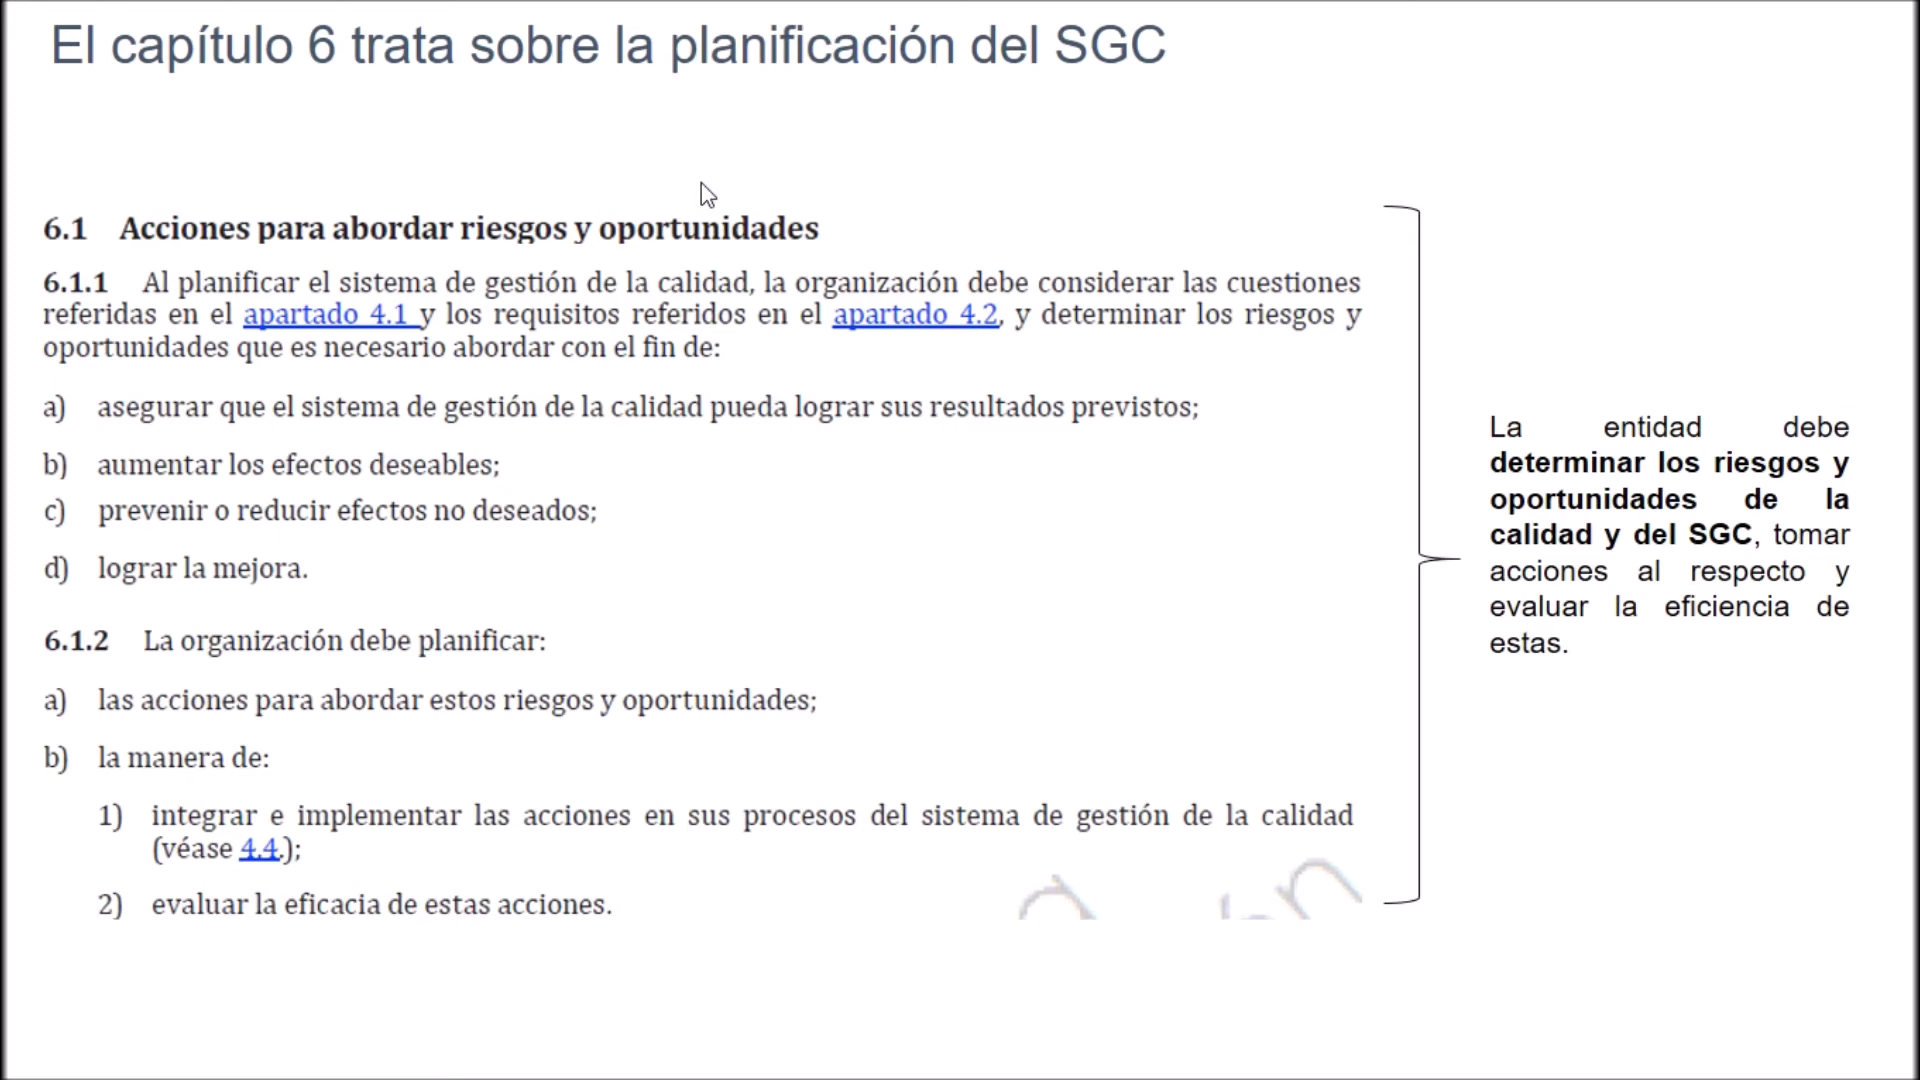 El capítulo 6 trata sobre la planificación del SGC
6.1 Acciones para abordar riesgos y oportunidades
6.1.1 Al planificar el sistema de gestión de la calidad, la organización debe considerar las cuestiones
referidas en el apartado 4.1 y los requisitos referidos en el apartado 4.2, y determinar los riesgos y
oportunidades que es necesario abordar con el fin de:
a) asegurar que el sistema de gestión de la calidad pueda lograr sus resultados previstos;
b) aumentar los efectos deseables;
c) prevenir o reducir efectos no deseados;
d) lograr la mejora.
6.1.2 La organización debe planificar:
a) las acciones para abordar estos riesgos y oportunidades;
b) la manera de:
1) integrar e implementar las acciones en sus procesos del sistema de gestión de la calidad
(véase 4.4.);
2) evaluar la eficacia de estas acciones.
La entidad debe
determinar los riesgos y
oportunidades de la
calidad y del SGC, tomar
acciones al respecto y
evaluar la eficiencia de
estas.